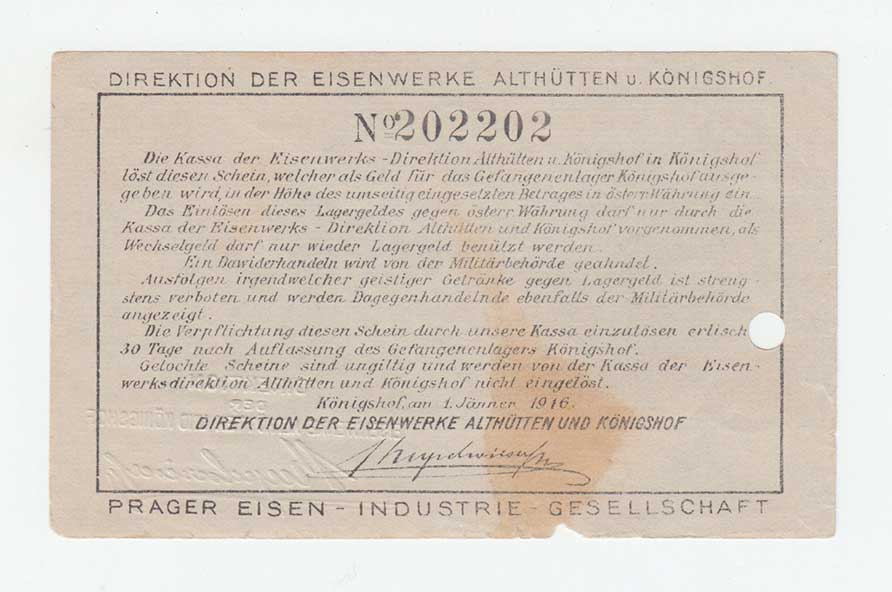 DIREKTION DER EISENWERKE ALTHÜTTEN u. KÖNIGSHOF.
No 202202
Die Kassa der Eisenwerks-Direktion Althütten u. Königshof in Königshof
löst diesen Schein, welcher als Geld für das Gefangenenlager Königshof ausge-
geben wird, in der Höhe des umseitig eingesetzten Betrages in österr Währung ein.
Das Einlösen dieses Lagergeldes gegen österr Währung darf nur durch die
Kassa der Eisenwerks-Direktion Althütten und Königshof vorgenommen, als
Wechselgeld darf nur wieder Lagergeld benützt werden.
Ein Dawiderhandeln wird von der Militärbehörde geahndet.
Ausfolgen irgendwelcher geistiger Getränke gegen Lagergeld ist streng-
stens verboten und werden Dagegenhandelnde ebenfalls der Militärbehörde
angezeigt.
Die Verpflichtung diesen Schein durch unsere Kassa einzulösen erlisch
30 Tage nach Auflassung des Gefangenenlagers Königshof.
Gelochte Scheine sind ungiltig und werden von der Kassa der Eisen-
werksdirektion Althütten und Königshof nicht eingelöst.
Königshof, am 1. Jänner 1916.
DIREKTION DER EISENWERKE ALTHÜTTEN UND KÖNIGSHOF
PRAGER EISEN-INDUSTRIE-GESELLSCHAFT